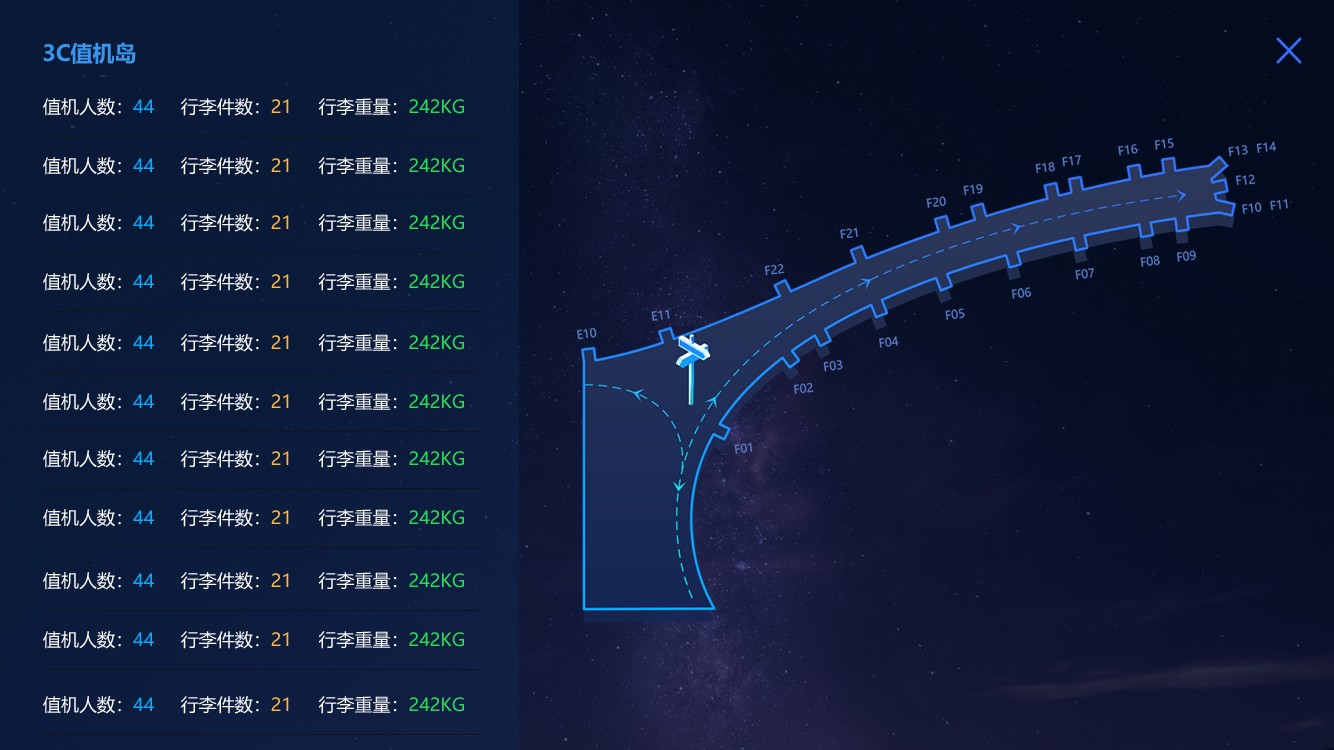 3C值机岛
值机人数：44 行李件数：21 行李重量：242KG
值机人数：44 行李件数：21 行李重量：242KG
值机人数：44 行李件数：21 行李重量：242KG
值机人数：44 行李件数：21 行李重量：242KG
值机人数：44 行李件数：21 行李重量：242KG
值机人数：44 行李件数：21 行李重量：242KG
值机人数：44 行李件数：21 行李重量：242KG
值机人数：44 行李件数：21 行李重量：242KG
值机人数：44 行李件数：21 行李重量：242KG
值机人数：44 行李件数：21 行李重量：242KG
值机人数：44 行李件数：21 行李重量：242KG
E10
E11
F22
F21
F20
F19
F18
F17
F16
F15
F13
F14
F12
F10
F11
F09
F08
F07
F06
F05
F04
F03
F02
F01